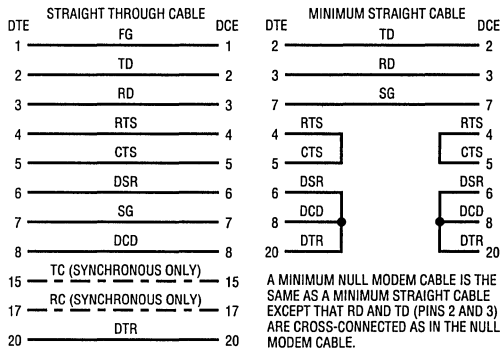 STRAIGHT THROUGH CABLE
DTE DCE
1 FG 1
2 TD 2
3 RD 3
4 RTS 4
5 CTS 5
6 DSR 6
7 SG 7
8 DCD 8
15 TC (SYNCHRONOUS ONLY) 15
17 RC (SYNCHRONOUS ONLY) 17
20 DTR 20
MINIMUM STRAIGHT CABLE
DTE DCE
2 TD 2
3 RD 3
7 SG 7
4 RTS RTS 4
5 CTS CTS 5
6 DSR DSR 6
8 DCD DCD 8
20 DTR DTR 20
A MINIMUM NULL MODEM CABLE IS THE
SAME AS A MINIMUM STRAIGHT CABLE
EXCEPT THAT RD AND TD (PINS 2 AND 3)
ARE CROSS-CONNECTED AS IN THE NULL
MODEM CABLE.